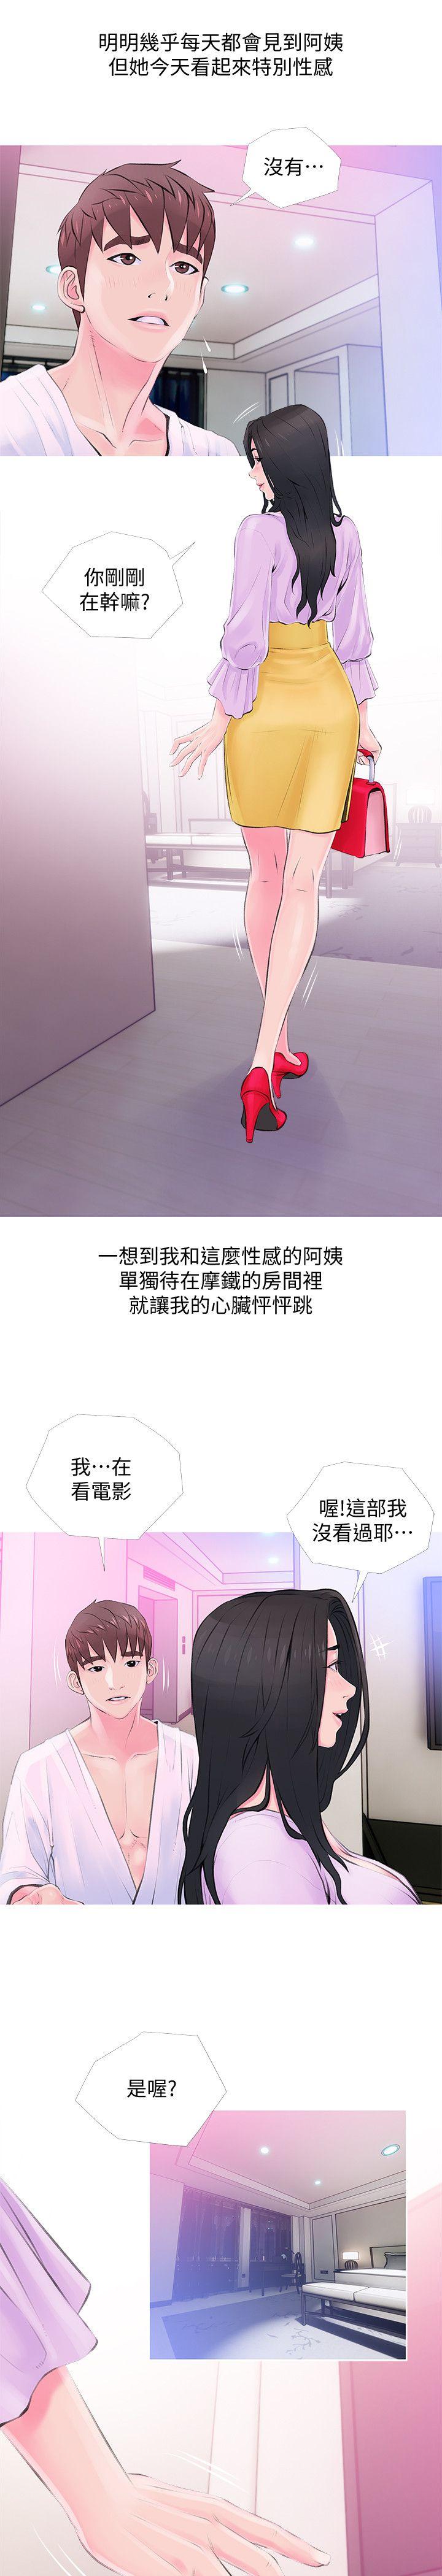 明明幾乎每天都會見到阿姨
但她今天看起來特別性感
沒有…
你剛剛
在幹嘛?
一想到我和這麼性感的阿姨
單獨待在摩鐵的房間裡
就讓我的心臟怦怦跳
我…在
看電影
喔!這部我
沒看過耶…
是喔?